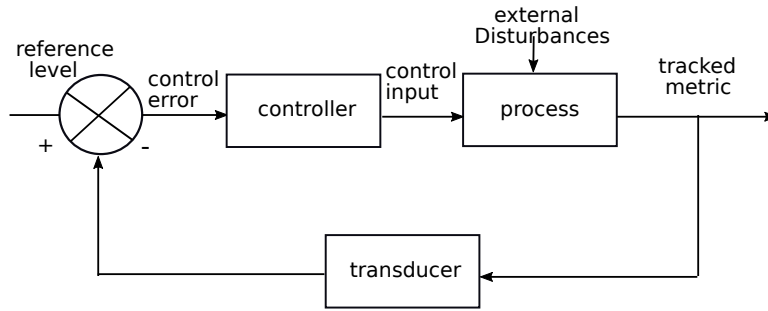 external
Disturbances
reference
level
control
error
controller
control
input
process
tracked
metric
+
-
transducer